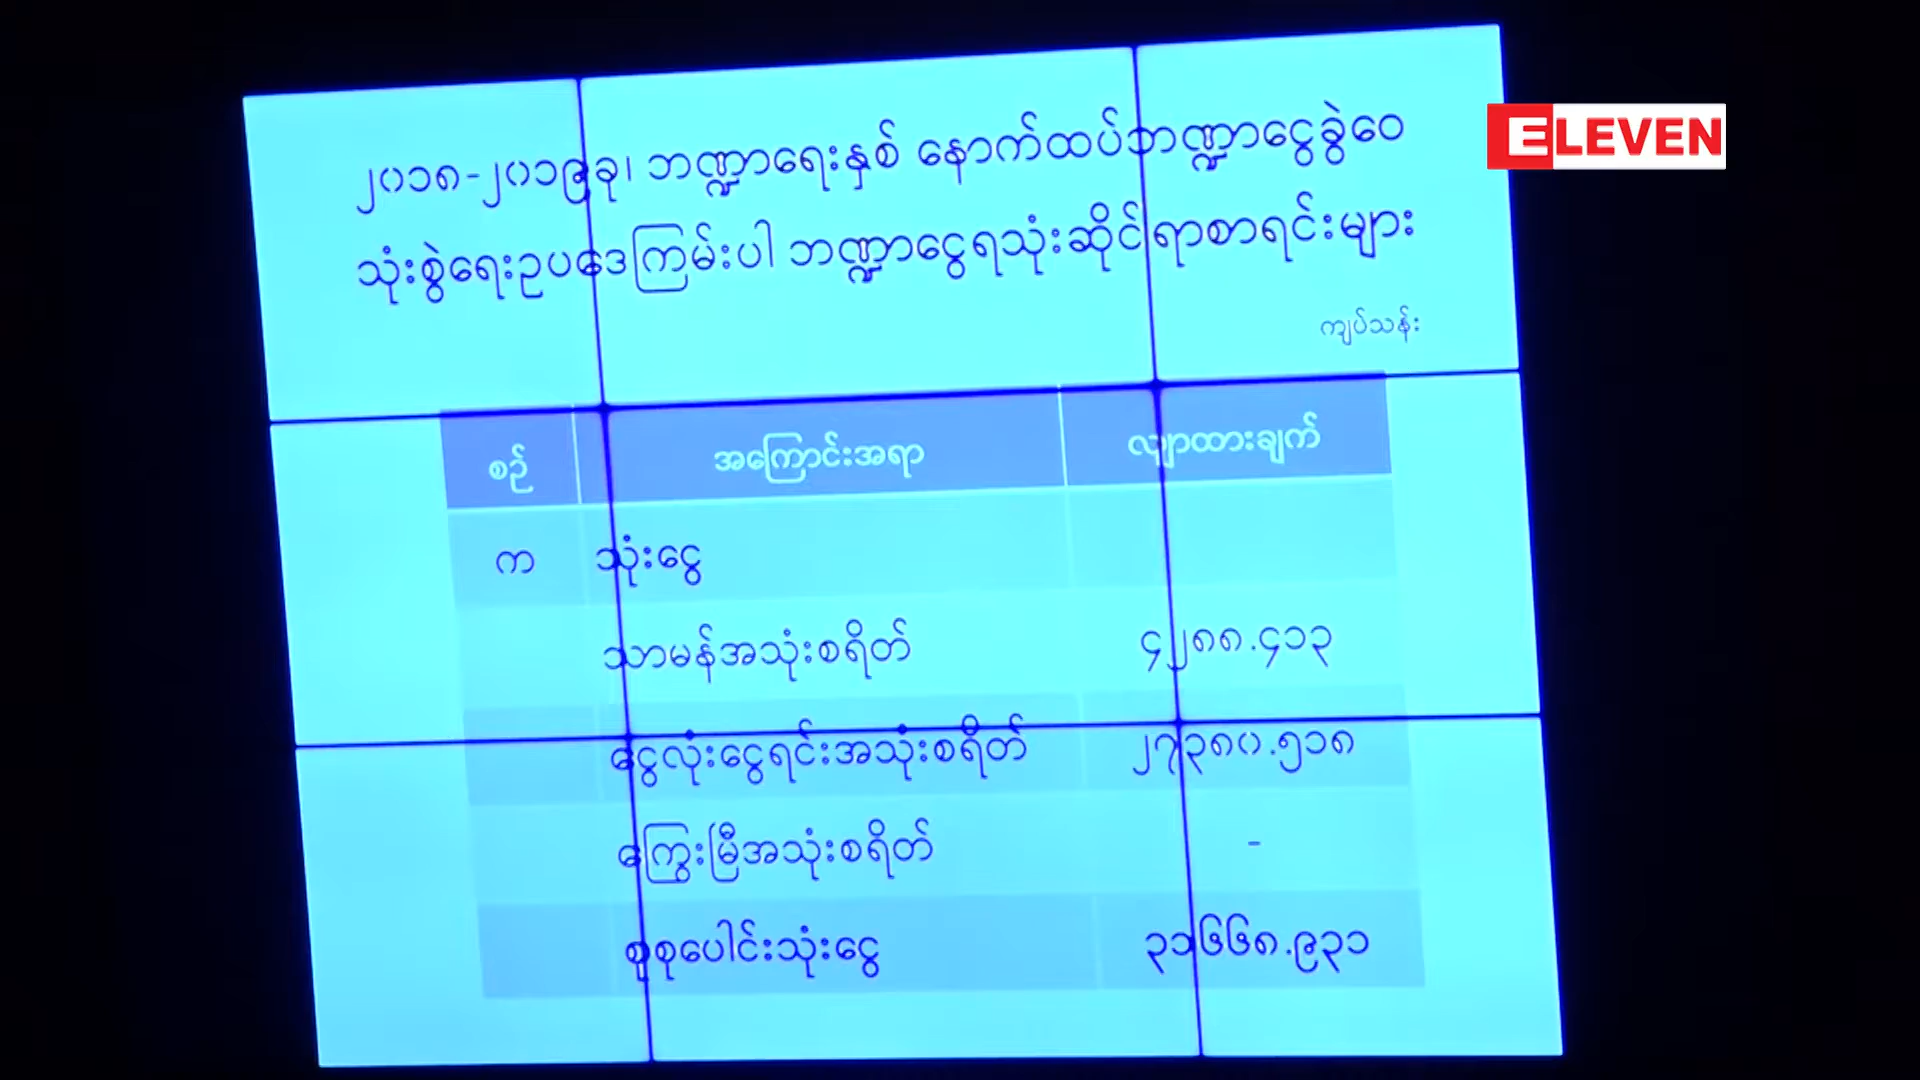 ၂၀၁၈-၂၀၁၉ခု၊ ဘဏ္ဍာရေးနှစ် နောက်ထပ်ဘဏ္ဍာငွေခွဲဝေ
သုံးစွဲရေးဥပဒေကြမ်းပါ ဘဏ္ဍာငွေရသုံးဆိုင်ရာစာရင်းများ
ELEVEN
ကျပ်သန်း
စဉ် အကြောင်းအရာ လျာထားချက်
က သုံးငွေ
သာမန်အသုံးစရိတ် ၄၂၈၈.၄၁၃
ငွေလုံးငွေရင်းအသုံးစရိတ် ၂၇၃၈၀.၅၁၈
ကြွေးမြီအသုံးစရိတ် -
စုစုပေါင်းသုံးငွေ ၃၁၆၆၈.၉၃၁